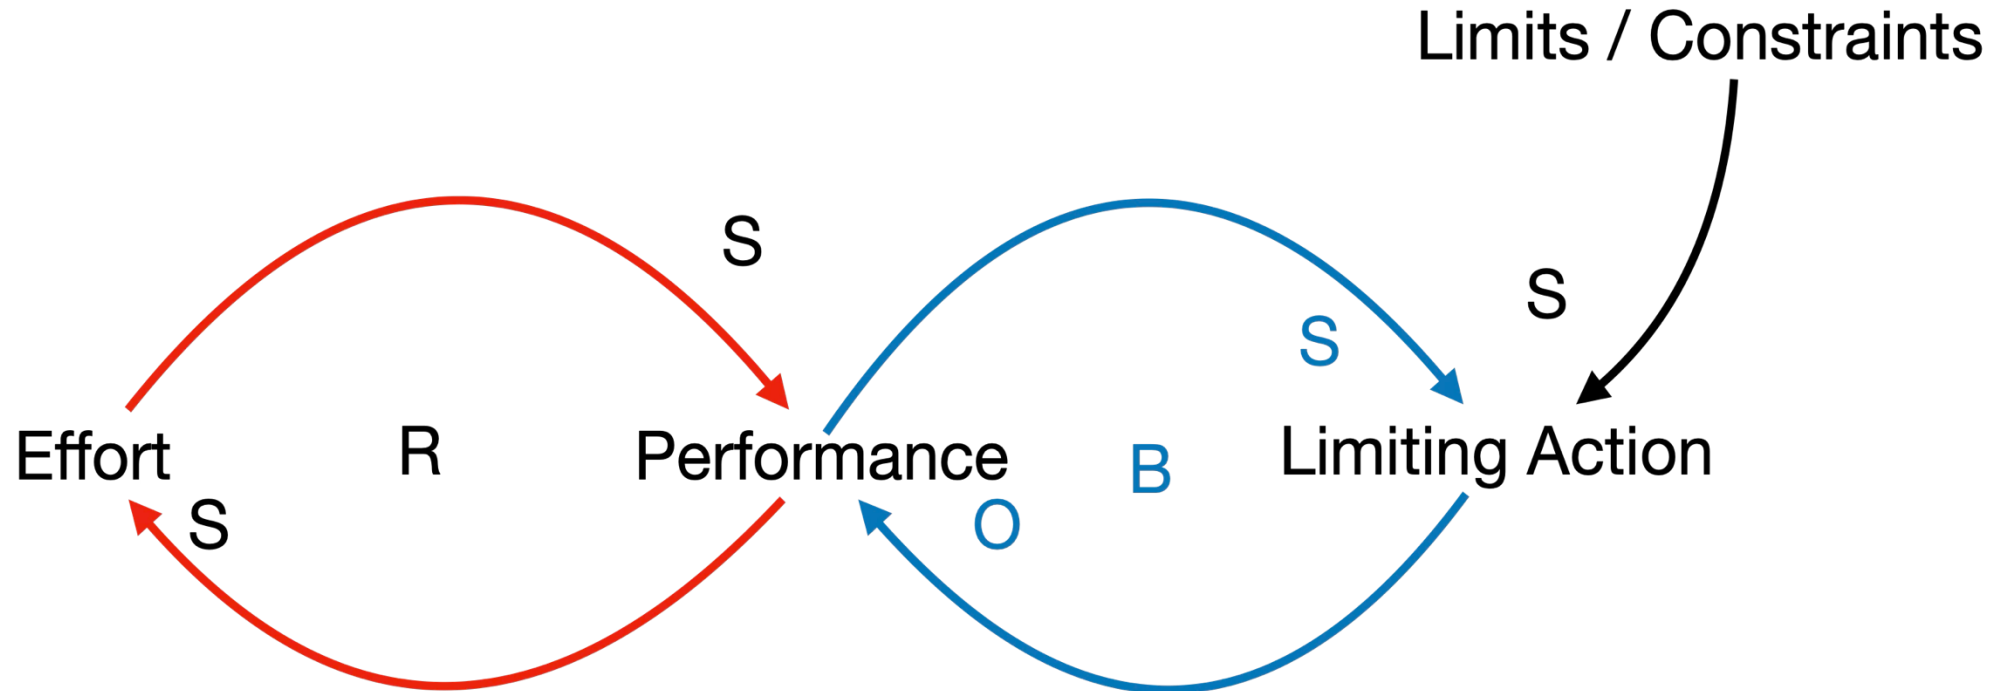 Limits / Constraints
S
S
S
Effort
R
Performance
B
Limiting Action
S
O